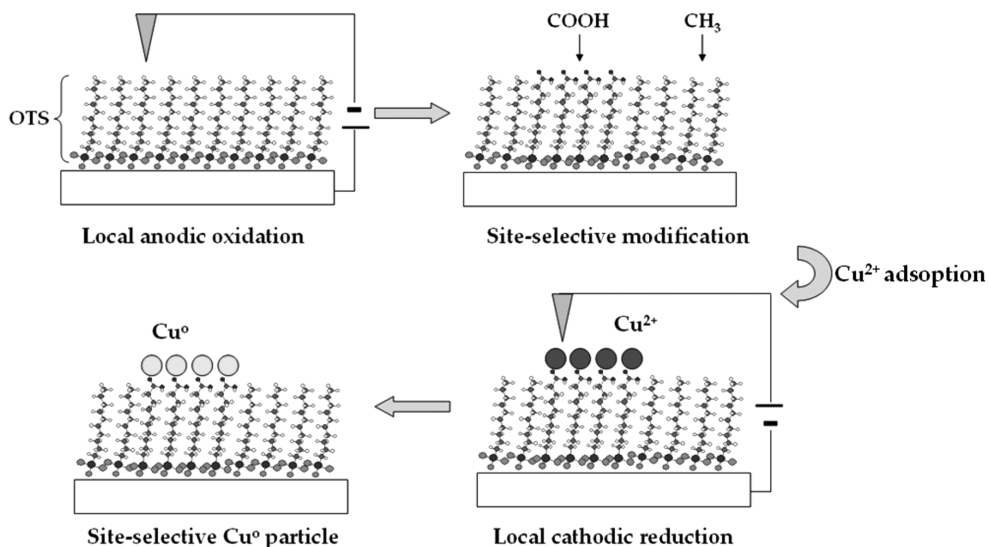 COOH
CH₃
OTS
Local anodic oxidation
Site-selective modification
Cu²⁺ adsoption
Cuº
Cu²⁺
Site-selective Cuº particle
Local cathodic reduction